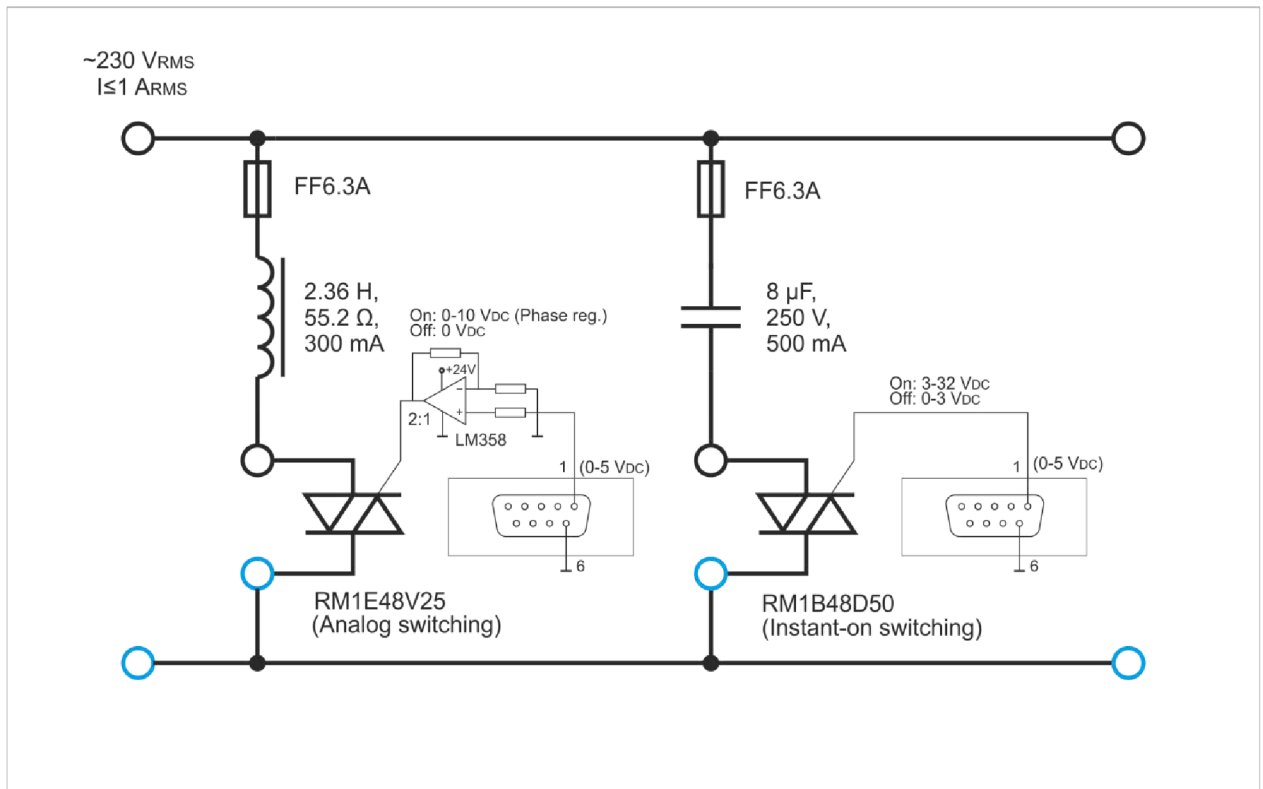 ~230 VRMS
I≤1 ARMS
FF6.3A
FF6.3A
2.36 H,
55.2 Ω,
300 mA
On: 0-10 VDC (Phase reg.)
Off: 0 VDC
+24V
−
+
2:1
LM358
1 (0-5 VDC)
6
8 µF,
250 V,
500 mA
On: 3-32 VDC
Off: 0-3 VDC
1 (0-5 VDC)
6
RM1E48V25
(Analog switching)
RM1B48D50
(Instant-on switching)